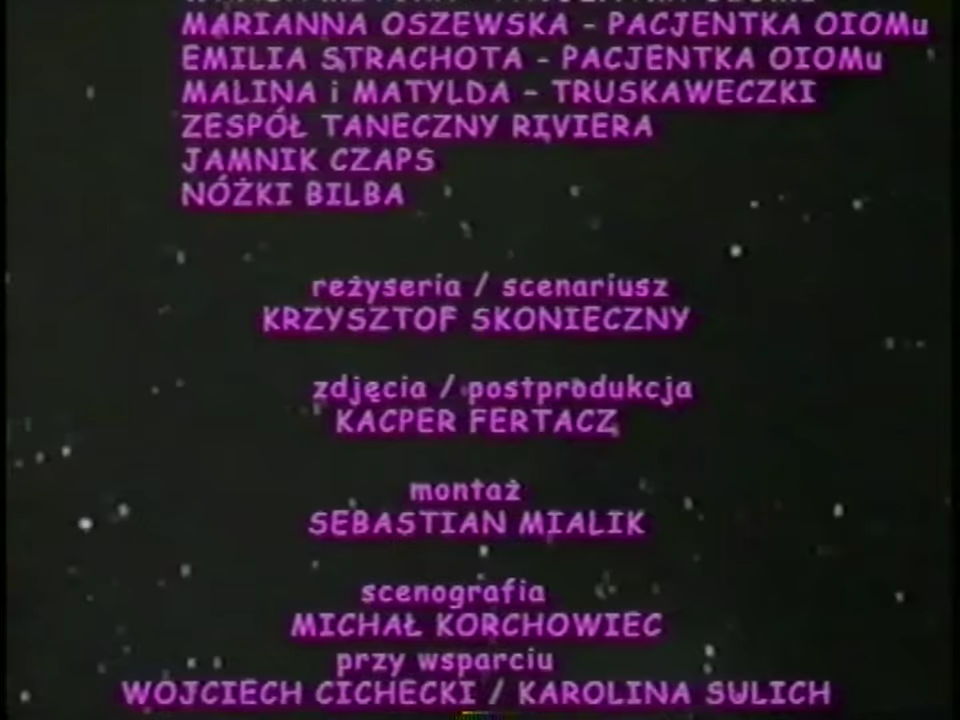 MARIANNA OSZEWSKA - PACJENTKA OIOMu
EMILIA STRACHOTA - PACJENTKA OIOMu
MALINA i MATYLDA - TRUSKAWECZKI
ZESPÓŁ TANECZNY RIVIERA
JAMNIK CZAPS
NÓŻKI BILBA
reżyseria / scenariusz
KRZYSZTOF SKONIECZNY
zdjęcia / postprodukcja
KACPER FERTACZ
montaż
SEBASTIAN MIALIK
scenografia
MICHAŁ KORCHOWIEC
przy wsparciu
WOJCIECH CICHECKI / KAROLINA SULICH